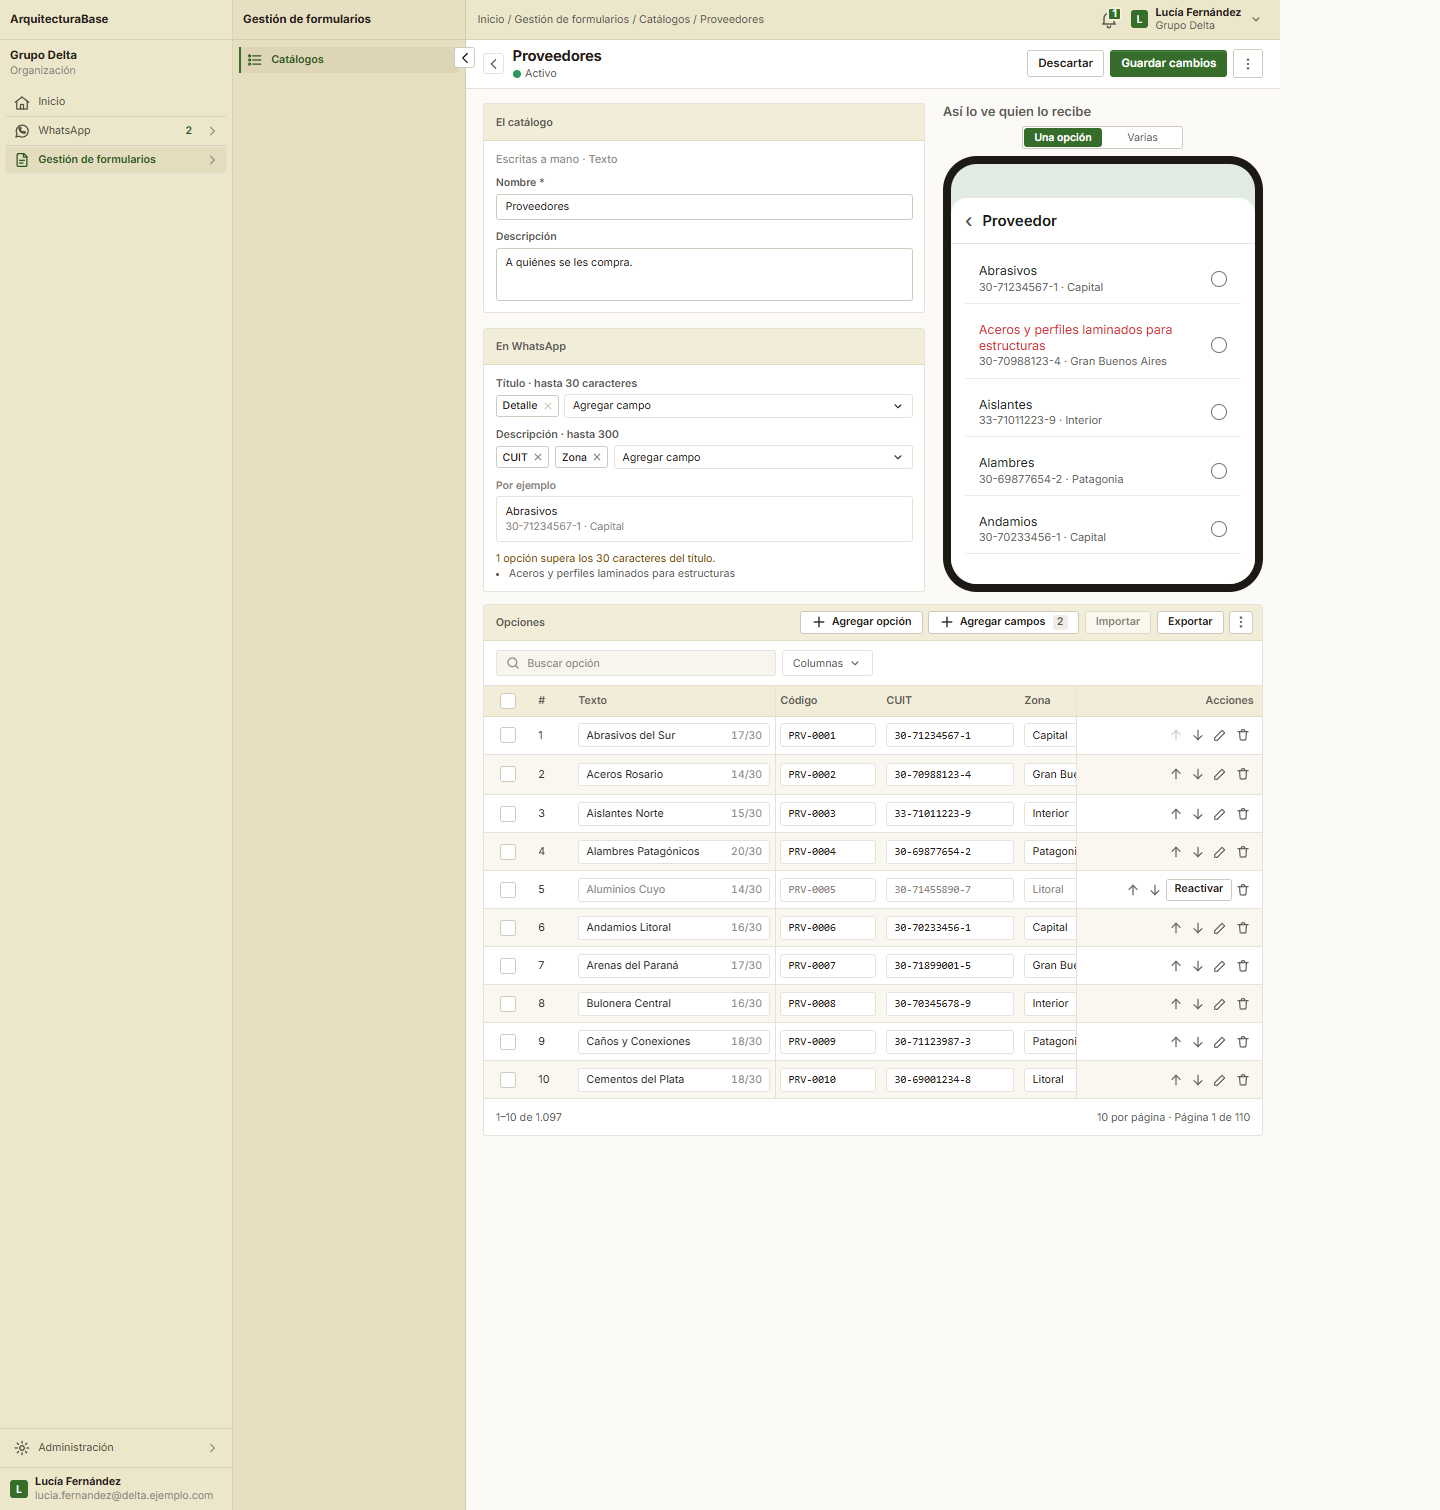 ArquitecturaBase
Grupo Delta
Organización
Inicio
WhatsApp 2
Gestión de formularios
Administración
L Lucía Fernández
lucia.fernandez@delta.ejemplo.com
Gestión de formularios
Catálogos
Inicio / Gestión de formularios / Catálogos / Proveedores
1
L Lucía Fernández
Grupo Delta
Proveedores
Activo
Descartar Guardar cambios
El catálogo
Escritas a mano · Texto
Nombre *
Proveedores
Descripción
A quiénes se les compra.
En WhatsApp
Título · hasta 30 caracteres
Detalle Agregar campo
Descripción · hasta 300
CUIT Zona Agregar campo
Por ejemplo
Abrasivos
30-71234567-1 · Capital
1 opción supera los 30 caracteres del título.
• Aceros y perfiles laminados para estructuras
Así lo ve quien lo recibe
Una opción Varias
Proveedor
Abrasivos
30-71234567-1 · Capital
Aceros y perfiles laminados para
estructuras
30-70988123-4 · Gran Buenos Aires
Aislantes
33-71011223-9 · Interior
Alambres
30-69877654-2 · Patagonia
Andamios
30-70233456-1 · Capital
Opciones Agregar opción Agregar campos 2 Importar Exportar
Buscar opción Columnas
# Texto Código CUIT Zona Acciones
1 Abrasivos del Sur 17/30 PRV-0001 30-71234567-1 Capital
2 Aceros Rosario 14/30 PRV-0002 30-70988123-4 Gran Bue
3 Aislantes Norte 15/30 PRV-0003 33-71011223-9 Interior
4 Alambres Patagónicos 20/30 PRV-0004 30-69877654-2 Patagoni
5 Aluminios Cuyo 14/30 PRV-0005 30-71455890-7 Litoral Reactivar
6 Andamios Litoral 16/30 PRV-0006 30-70233456-1 Capital
7 Arenas del Paraná 17/30 PRV-0007 30-71899001-5 Gran Bue
8 Bulonera Central 16/30 PRV-0008 30-70345678-9 Interior
9 Caños y Conexiones 18/30 PRV-0009 30-71123987-3 Patagoni
10 Cementos del Plata 18/30 PRV-0010 30-69001234-8 Litoral
1–10 de 1.097 10 por página · Página 1 de 110